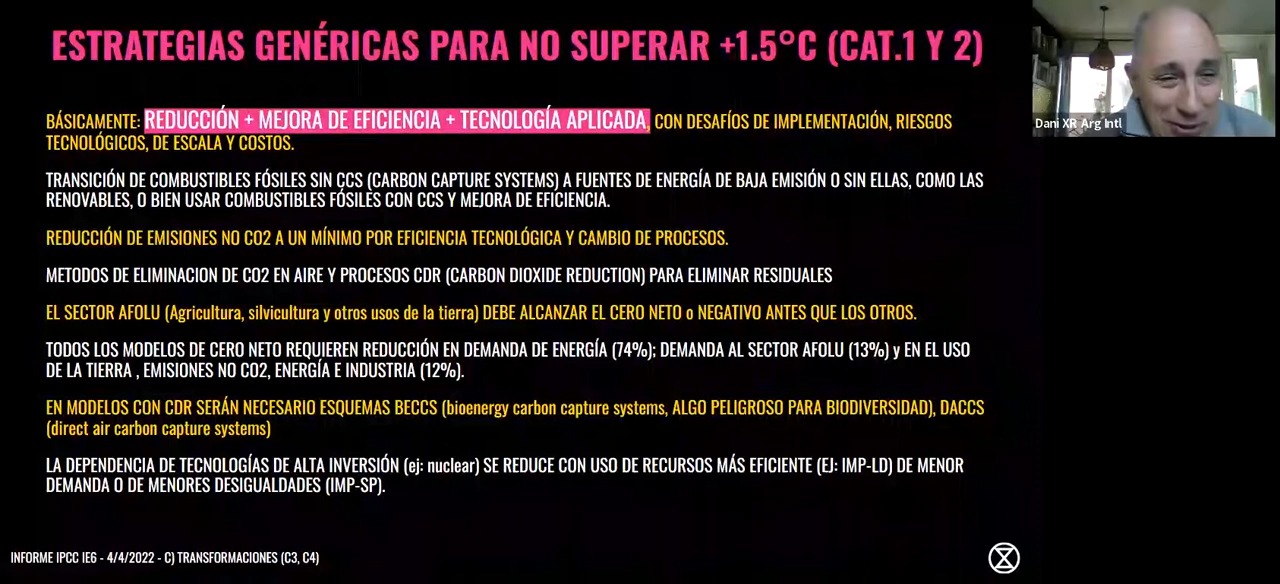 ESTRATEGIAS GENÉRICAS PARA NO SUPERAR +1.5°C (CAT.1 Y 2)
BÁSICAMENTE: REDUCCIÓN + MEJORA DE EFICIENCIA + TECNOLOGÍA APLICADA, CON DESAFÍOS DE IMPLEMENTACIÓN, RIESGOS
TECNOLÓGICOS, DE ESCALA Y COSTOS.
TRANSICIÓN DE COMBUSTIBLES FÓSILES SIN CCS (CARBON CAPTURE SYSTEMS) A FUENTES DE ENERGÍA DE BAJA EMISIÓN O SIN ELLAS, COMO LAS
RENOVABLES, O BIEN USAR COMBUSTIBLES FÓSILES CON CCS Y MEJORA DE EFICIENCIA.
REDUCCIÓN DE EMISIONES NO CO2 A UN MÍNIMO POR EFICIENCIA TECNOLÓGICA Y CAMBIO DE PROCESOS.
METODOS DE ELIMINACION DE CO2 EN AIRE Y PROCESOS CDR (CARBON DIOXIDE REDUCTION) PARA ELIMINAR RESIDUALES
EL SECTOR AFOLU (Agricultura, silvicultura y otros usos de la tierra) DEBE ALCANZAR EL CERO NETO o NEGATIVO ANTES QUE LOS OTROS.
TODOS LOS MODELOS DE CERO NETO REQUIEREN REDUCCIÓN EN DEMANDA DE ENERGÍA (74%); DEMANDA AL SECTOR AFOLU (13%) y EN EL USO
DE LA TIERRA , EMISIONES NO CO2, ENERGÍA E INDUSTRIA (12%).
EN MODELOS CON CDR SERÁN NECESARIO ESQUEMAS BECCS (bioenergy carbon capture systems, ALGO PELIGROSO PARA BIODIVERSIDAD), DACCS
(direct air carbon capture systems)
LA DEPENDENCIA DE TECNOLOGÍAS DE ALTA INVERSIÓN (ej: nuclear) SE REDUCE CON USO DE RECURSOS MÁS EFICIENTE (EJ: IMP-LD) DE MENOR
DEMANDA O DE MENORES DESIGUALDADES (IMP-SP).
INFORME IPCC IE6 - 4/4/2022 - C) TRANSFORMACIONES (C3, C4)
Dani XR Arg Intl